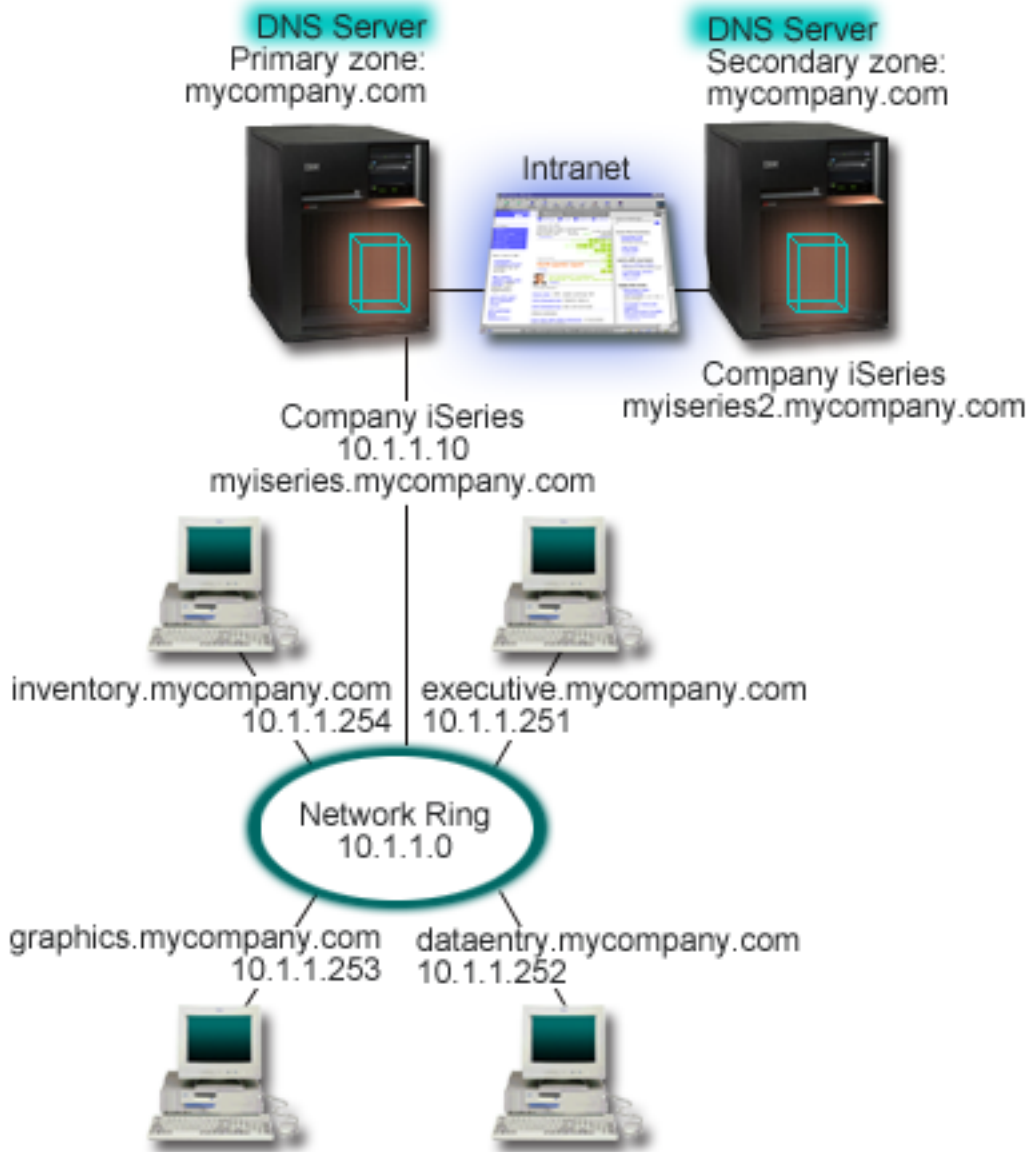 DNS Server
Primary zone:
mycompany.com
DNS Server
Secondary zone:
mycompany.com
Intranet
Company iSeries
myiseries2.mycompany.com
Company iSeries
10.1.1.10
myiseries.mycompany.com
inventory.mycompany.com
10.1.1.254
executive.mycompany.com
10.1.1.251
Network Ring
10.1.1.0
graphics.mycompany.com
10.1.1.253
dataentry.mycompany.com
10.1.1.252